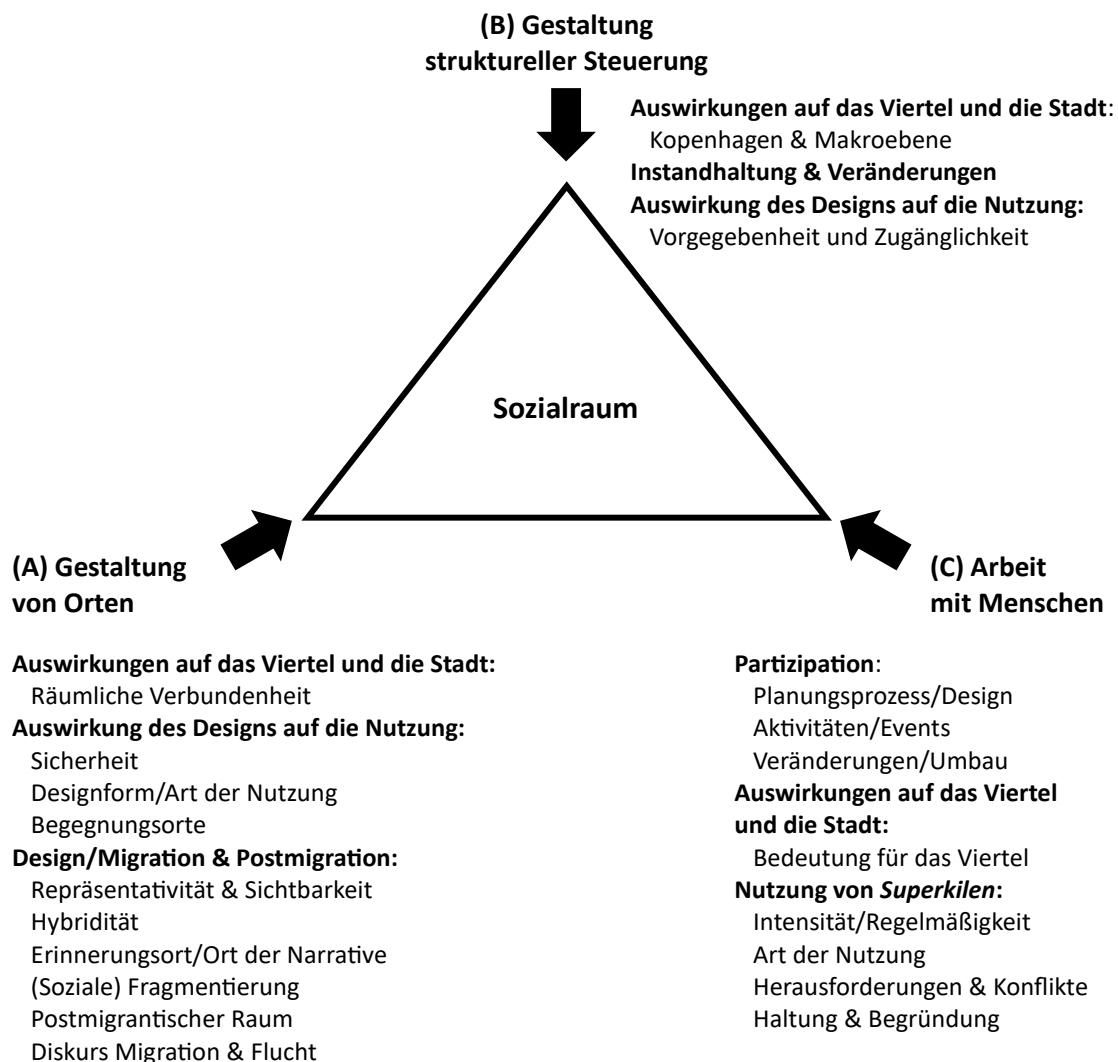 (B) Gestaltung
struktureller Steuerung
Auswirkungen auf das Viertel und die Stadt:
Kopenhagen & Makroebene
Instandhaltung & Veränderungen
Auswirkung des Designs auf die Nutzung:
Vorgegebenheit und Zugänglichkeit
Sozialraum
(A) Gestaltung
von Orten
(C) Arbeit
mit Menschen
Auswirkungen auf das Viertel und die Stadt:
Räumliche Verbundenheit
Auswirkung des Designs auf die Nutzung:
Sicherheit
Designform/Art der Nutzung
Begegnungsorte
Design/Migration & Postmigration:
Repräsentativität & Sichtbarkeit
Hybridität
Erinnerungsort/Ort der Narrative
(Soziale) Fragmentierung
Postmigrantischer Raum
Diskurs Migration & Flucht
Partizipation:
Planungsprozess/Design
Aktivitäten/Events
Veränderungen/Umbau
Auswirkungen auf das Viertel
und die Stadt:
Bedeutung für das Viertel
Nutzung von Superkilen:
Intensität/Regelmäßigkeit
Art der Nutzung
Herausforderungen & Konflikte
Haltung & Begründung